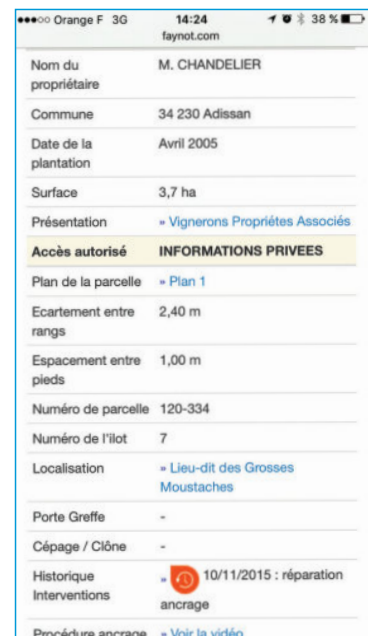 ●●●○○ Orange F 3G 14:24 38 %
faynot.com
Nom du propriétaire M. CHANDELIER
Commune 34 230 Adissan
Date de la plantation Avril 2005
Surface 3,7 ha
Présentation » Vignerons Propriétes Associés
Accès autorisé INFORMATIONS PRIVEES
Plan de la parcelle » Plan 1
Ecartement entre rangs 2,40 m
Espacement entre pieds 1,00 m
Numéro de parcelle 120-334
Numéro de l'ilot 7
Localisation » Lieu-dit des Grosses Moustaches
Porte Greffe -
Cépage / Clône -
Historique Interventions » 10/11/2015 : réparation ancrage
Procédure ancrage » Voir la vidéo